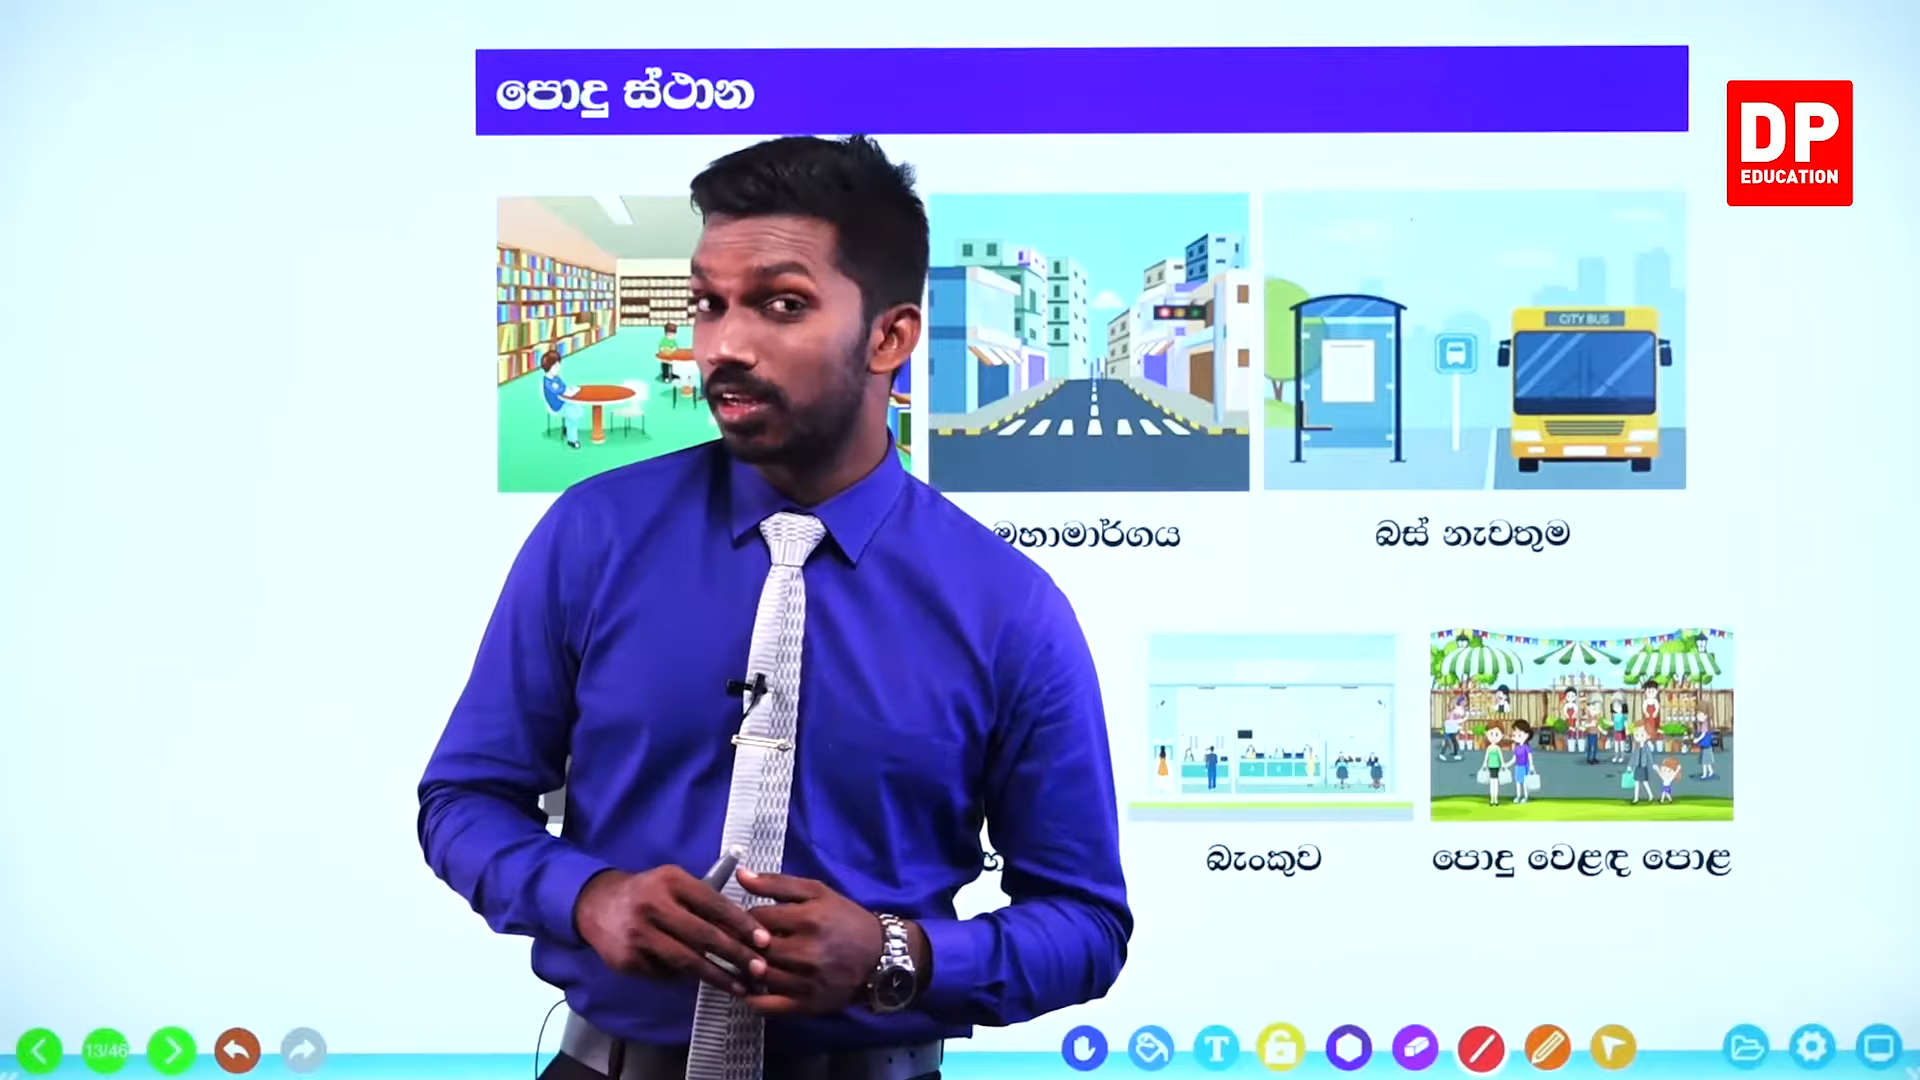 පොදු ස්ථාන
DP
EDUCATION
CITY BUS
මහාමාර්ගය
බස් නැවතුම
බැංකුව
පොදු වෙළඳ පොළ
13/46
T